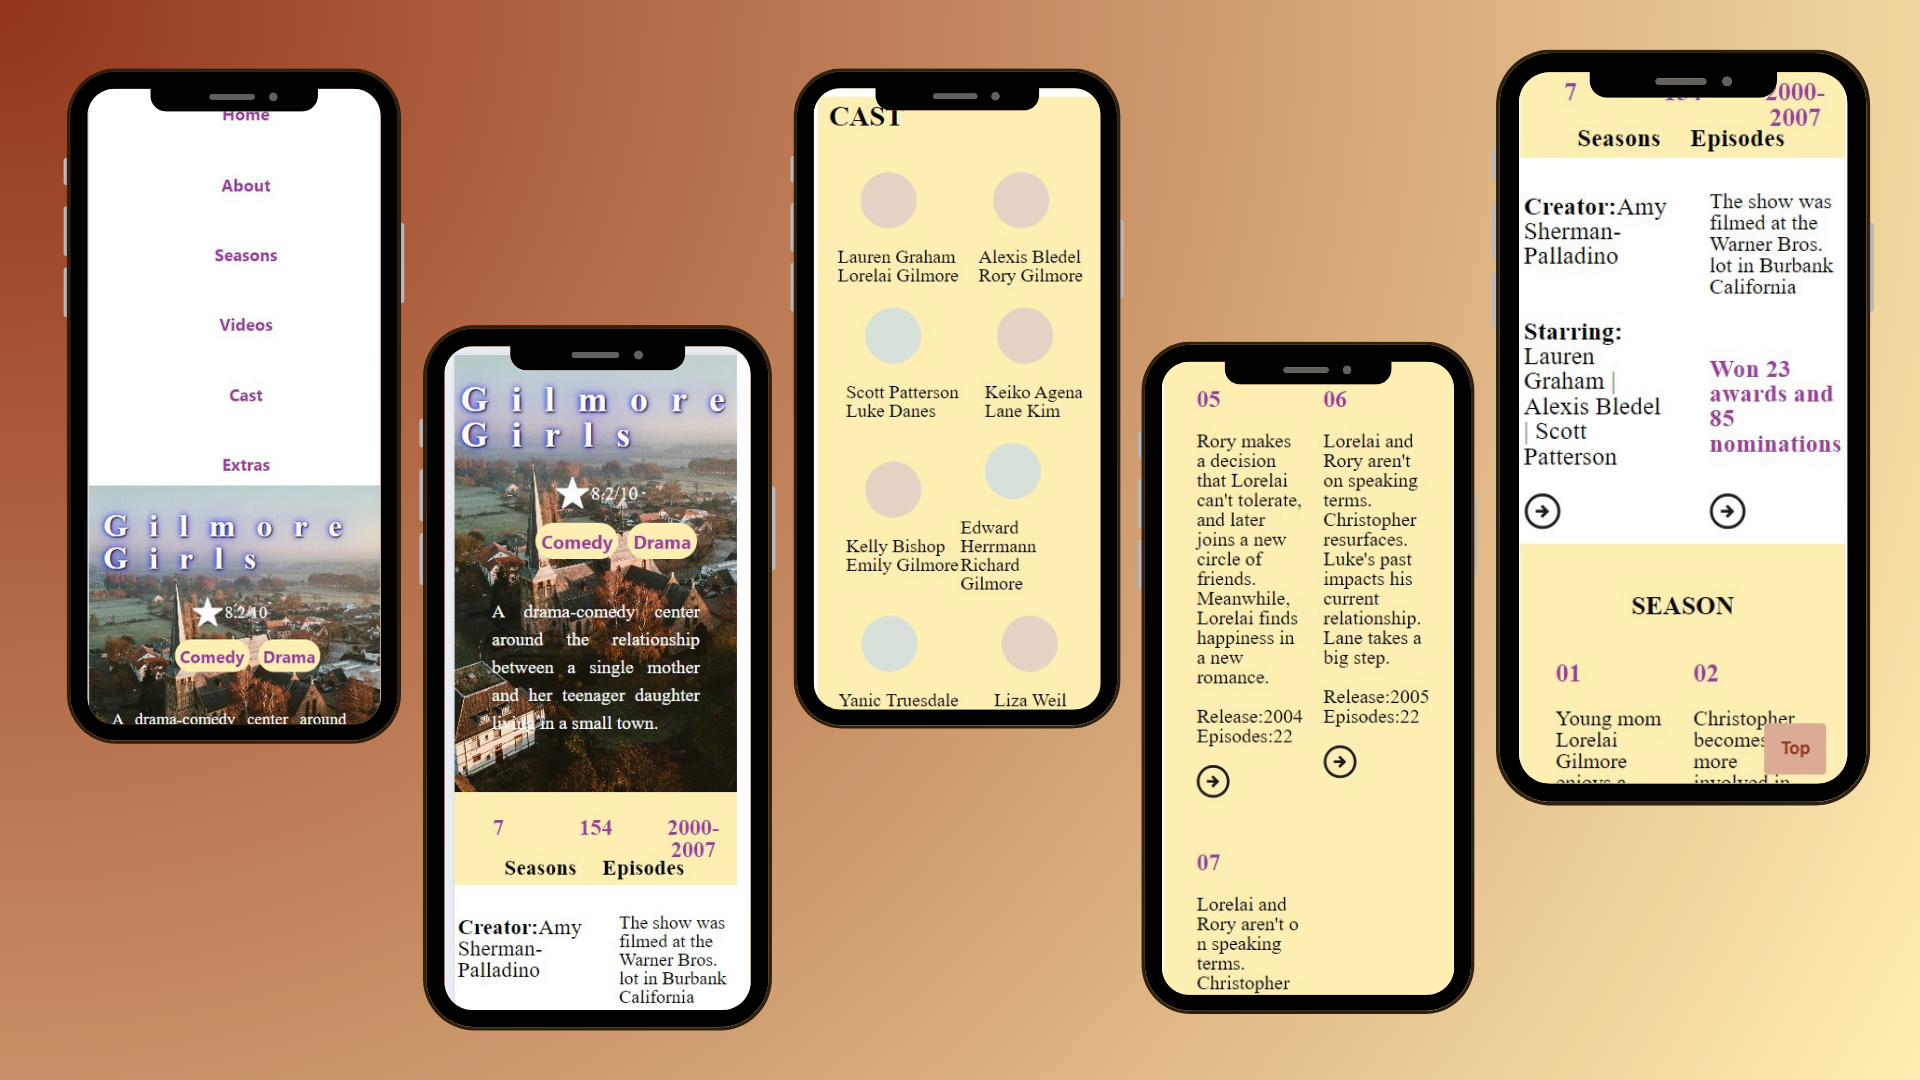 Home
About
Seasons
Videos
Cast
Extras
Gilmore
Girls
8.2/10
Comedy Drama
A drama-comedy center around
Gilmore
Girls
8.2/10
Comedy Drama
A drama-comedy center
around the relationship
between a single mother
and her teenager daughter
living in a small town.
7 154 2000-
2007
Seasons Episodes
Creator:Amy
Sherman-
Palladino
The show was
filmed at the
Warner Bros.
lot in Burbank
California
CAST
Lauren Graham
Lorelai Gilmore
Alexis Bledel
Rory Gilmore
Scott Patterson
Luke Danes
Keiko Agena
Lane Kim
Kelly Bishop
Emily Gilmore
Edward
Herrmann
Richard
Gilmore
Yanic Truesdale
Liza Weil
05
Rory makes
a decision
that Lorelai
can't tolerate,
and later
joins a new
circle of
friends.
Meanwhile,
Lorelai finds
happiness in
a new
romance.
Release:2004
Episodes:22
06
Lorelai and
Rory aren't
on speaking
terms.
Christopher
resurfaces.
Luke's past
impacts his
current
relationship.
Lane takes a
big step.
Release:2005
Episodes:22
07
Lorelai and
Rory aren't o
n speaking
terms.
Christopher
7 154 2000-
2007
Seasons Episodes
Creator:Amy
Sherman-
Palladino
The show was
filmed at the
Warner Bros.
lot in Burbank
California
Starring:
Lauren
Graham |
Alexis Bledel
| Scott
Patterson
Won 23
awards and
85
nominations
SEASON
01
Young mom
Lorelai
Gilmore
enjoys a
02
Christopher
becomes
more
involved in
Top